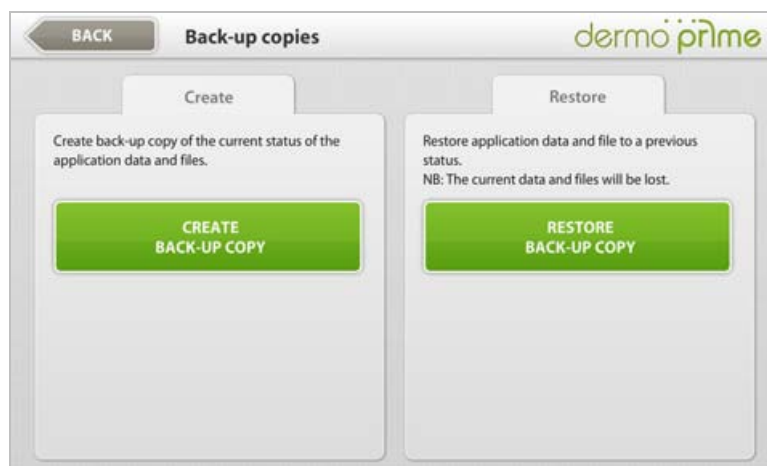 BACK
Back-up copies
dermo prime
Create
Create back-up copy of the current status of the
application data and files.
CREATE
BACK-UP COPY
Restore
Restore application data and file to a previous
status.
NB: The current data and files will be lost.
RESTORE
BACK-UP COPY